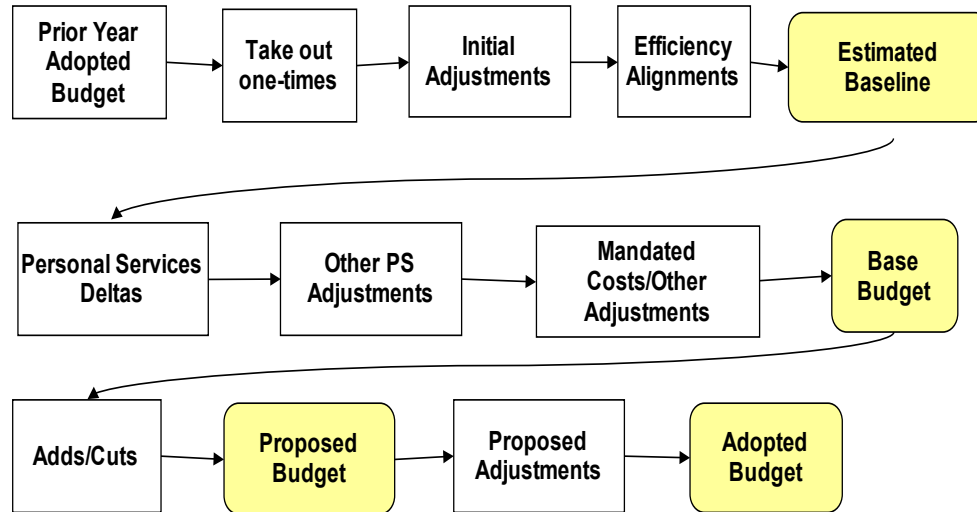 Prior Year
Adopted
Budget
Take out
one-times
Initial
Adjustments
Efficiency
Alignments
Estimated
Baseline
Personal Services
Deltas
Other PS
Adjustments
Mandated
Costs/Other
Adjustments
Base
Budget
Adds/Cuts
Proposed
Budget
Proposed
Adjustments
Adopted
Budget